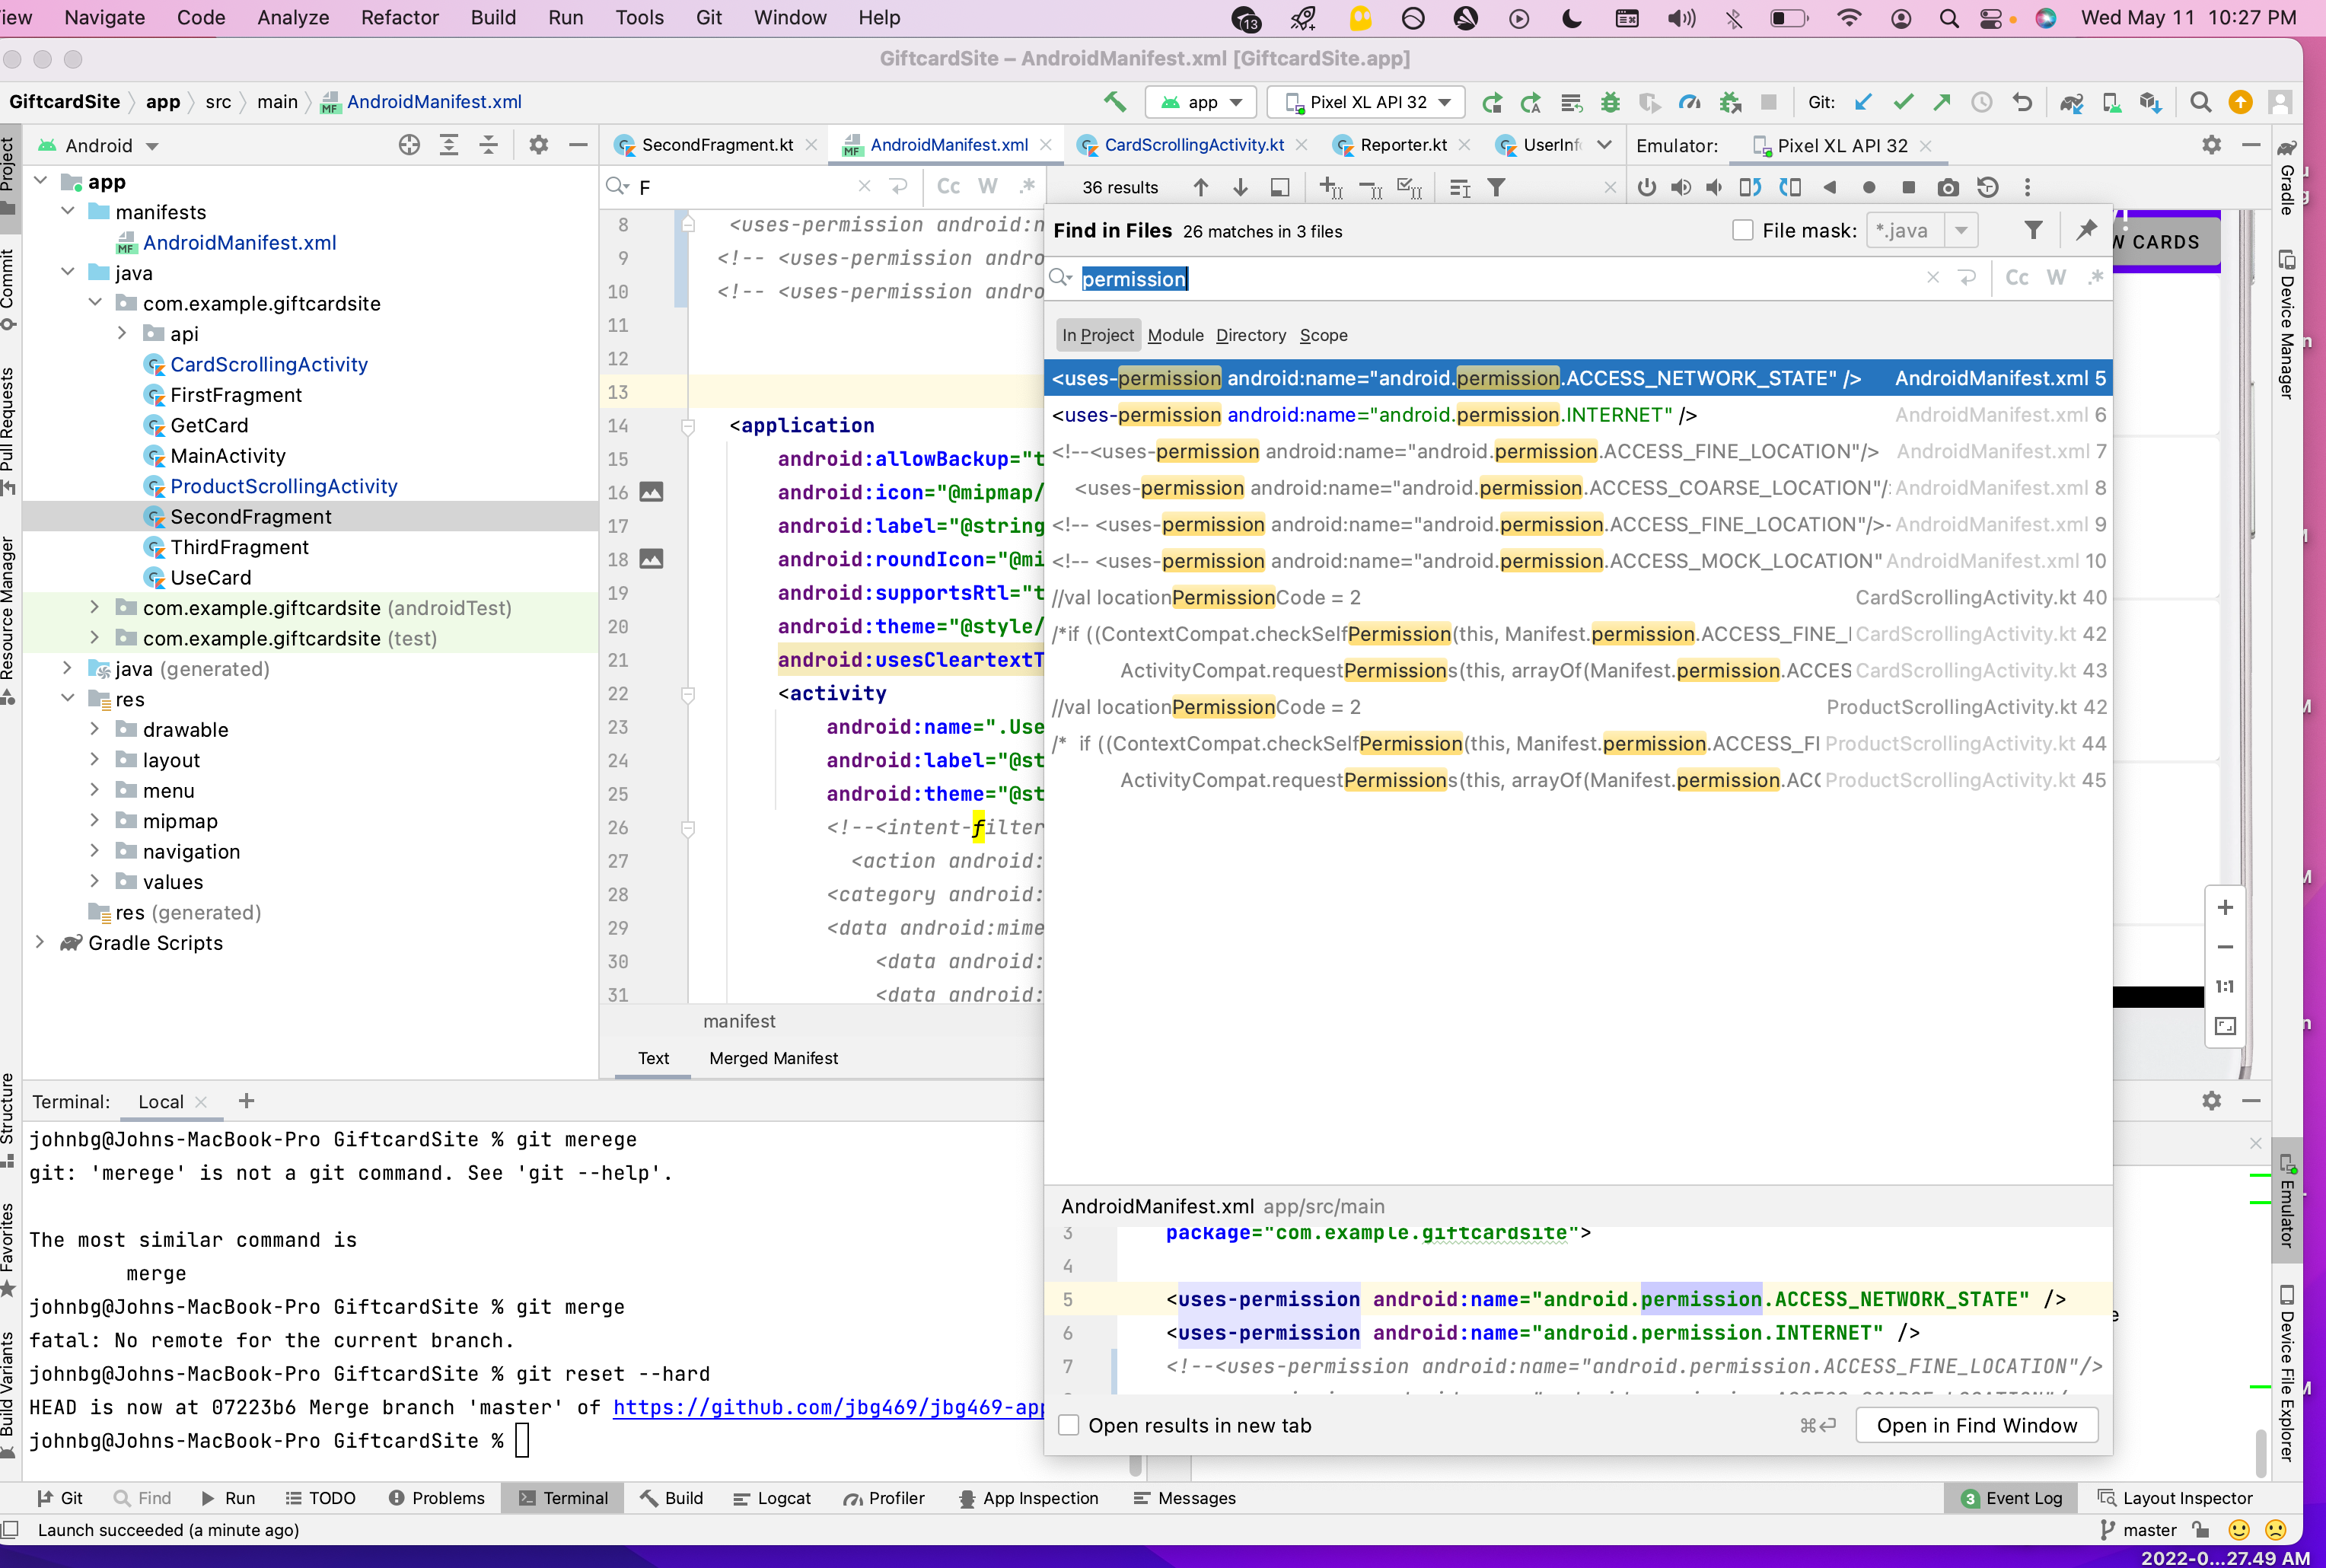 iew Navigate Code Analyze Refactor Build Run Tools Git Window Help 13 Wed May 11 10:27 PM
GiftcardSite – AndroidManifest.xml [GiftcardSite.app]
GiftcardSite app src main AndroidManifest.xml app Pixel XL API 32 Git:
Android SecondFragment.kt AndroidManifest.xml CardScrollingActivity.kt Reporter.kt UserInf Emulator: Pixel XL API 32
F Cc W .* 36 results
Project
Commit
Pull Requests
Resource Manager
Structure
Favorites
Build Variants
app
manifests
AndroidManifest.xml
java
com.example.giftcardsite
api
CardScrollingActivity
FirstFragment
GetCard
MainActivity
ProductScrollingActivity
SecondFragment
ThirdFragment
UseCard
com.example.giftcardsite (androidTest)
com.example.giftcardsite (test)
java (generated)
res
drawable
layout
menu
mipmap
navigation
values
res (generated)
Gradle Scripts
8 <uses-permission android:n
9 <!-- <uses-permission andro
10 <!-- <uses-permission andro
11
12
13
14 <application
15 android:allowBackup="t
16 android:icon="@mipmap/
17 android:label="@string
18 android:roundIcon="@mi
19 android:supportsRtl="t
20 android:theme="@style/
21 android:usesCleartextT
22 <activity
23 android:name=".Use
24 android:label="@st
25 android:theme="@st
26 <!--<intent-filter
27 <action android:
28 <category android:
29 <data android:mime
30 <data android:
31 <data android:
manifest
Text Merged Manifest
Find in Files 26 matches in 3 files File mask: *.java
permission Cc W .*
In Project Module Directory Scope
<uses-permission android:name="android.permission.ACCESS_NETWORK_STATE" /> AndroidManifest.xml 5
<uses-permission android:name="android.permission.INTERNET" /> AndroidManifest.xml 6
<!--<uses-permission android:name="android.permission.ACCESS_FINE_LOCATION"/> AndroidManifest.xml 7
<uses-permission android:name="android.permission.ACCESS_COARSE_LOCATION"/ AndroidManifest.xml 8
<!-- <uses-permission android:name="android.permission.ACCESS_FINE_LOCATION"/>- AndroidManifest.xml 9
<!-- <uses-permission android:name="android.permission.ACCESS_MOCK_LOCATION" AndroidManifest.xml 10
//val locationPermissionCode = 2 CardScrollingActivity.kt 40
/*if ((ContextCompat.checkSelfPermission(this, Manifest.permission.ACCESS_FINE_ CardScrollingActivity.kt 42
ActivityCompat.requestPermissions(this, arrayOf(Manifest.permission.ACCES CardScrollingActivity.kt 43
//val locationPermissionCode = 2 ProductScrollingActivity.kt 42
/* if ((ContextCompat.checkSelfPermission(this, Manifest.permission.ACCESS_FI ProductScrollingActivity.kt 44
ActivityCompat.requestPermissions(this, arrayOf(Manifest.permission.ACC ProductScrollingActivity.kt 45
AndroidManifest.xml app/src/main
3 package="com.example.giftcardsite">
4
5 <uses-permission android:name="android.permission.ACCESS_NETWORK_STATE" />
6 <uses-permission android:name="android.permission.INTERNET" />
7 <!--<uses-permission android:name="android.permission.ACCESS_FINE_LOCATION"/>
Open results in new tab ⌘⏎ Open in Find Window
W CARDS
1:1
Gradle
Device Manager
Emulator
Device File Explorer
Terminal: Local
johnbg@Johns-MacBook-Pro GiftcardSite % git merege
git: 'merege' is not a git command. See 'git --help'.
The most similar command is
merge
johnbg@Johns-MacBook-Pro GiftcardSite % git merge
fatal: No remote for the current branch.
johnbg@Johns-MacBook-Pro GiftcardSite % git reset --hard
HEAD is now at 07223b6 Merge branch 'master' of https://github.com/jbg469/jbg469-app
johnbg@Johns-MacBook-Pro GiftcardSite %
Git Find Run TODO Problems Terminal Build Logcat Profiler App Inspection Messages 3 Event Log Layout Inspector
Launch succeeded (a minute ago) master
2022-0...27.49 AM